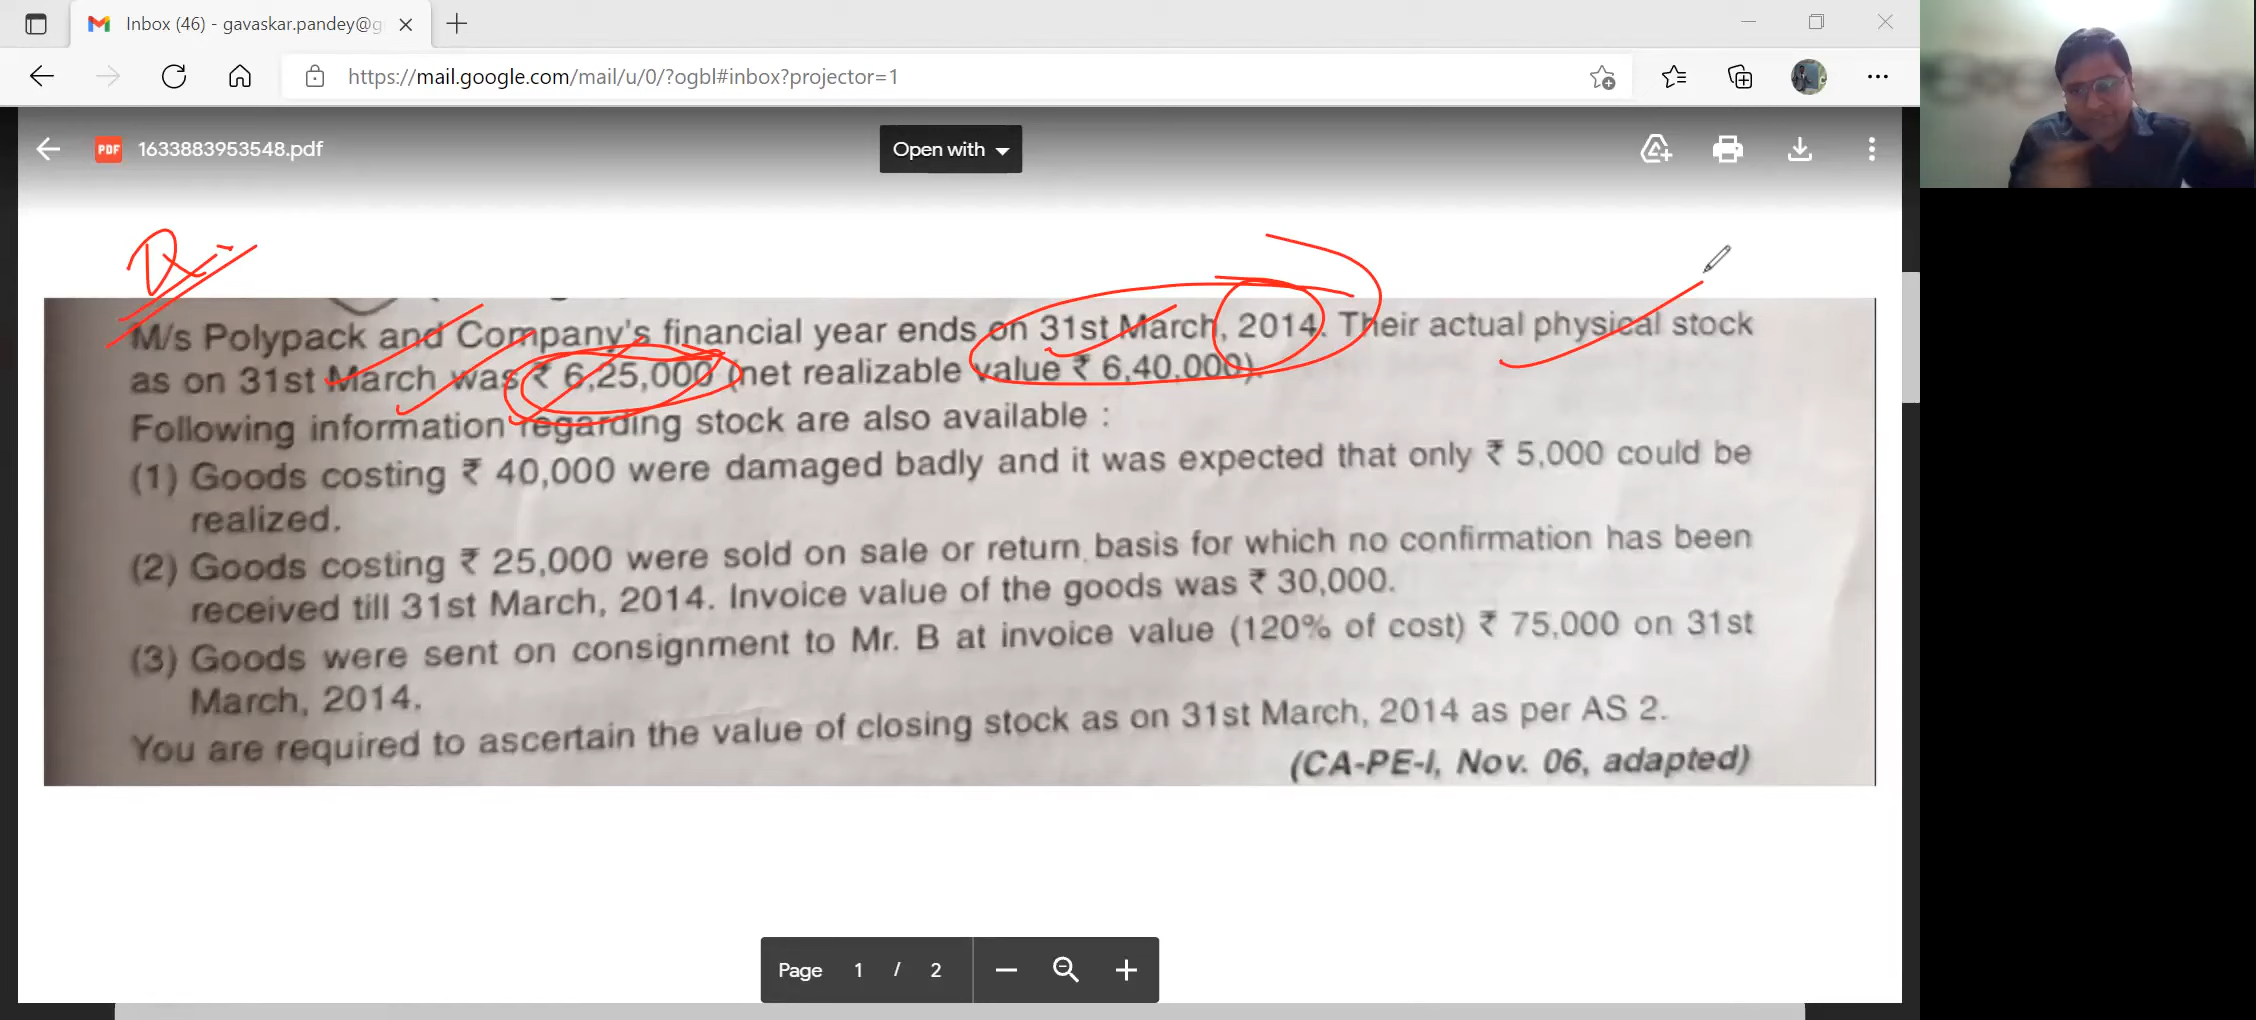 Inbox (46) - gavaskar.pandey@g
https://mail.google.com/mail/u/0/?ogbl#inbox?projector=1
PDF 1633883953548.pdf
Open with
Q:-
M/s Polypack and Company's financial year ends on 31st March, 2014. Their actual physical stock
as on 31st March was ₹ 6,25,000 (net realizable value ₹ 6,40,000).
Following information regarding stock are also available :
(1) Goods costing ₹ 40,000 were damaged badly and it was expected that only ₹ 5,000 could be
realized.
(2) Goods costing ₹ 25,000 were sold on sale or return basis for which no confirmation has been
received till 31st March, 2014. Invoice value of the goods was ₹ 30,000.
(3) Goods were sent on consignment to Mr. B at invoice value (120% of cost) ₹ 75,000 on 31st
March, 2014.
You are required to ascertain the value of closing stock as on 31st March, 2014 as per AS 2.
(CA-PE-I, Nov. 06, adapted)
Page 1 / 2